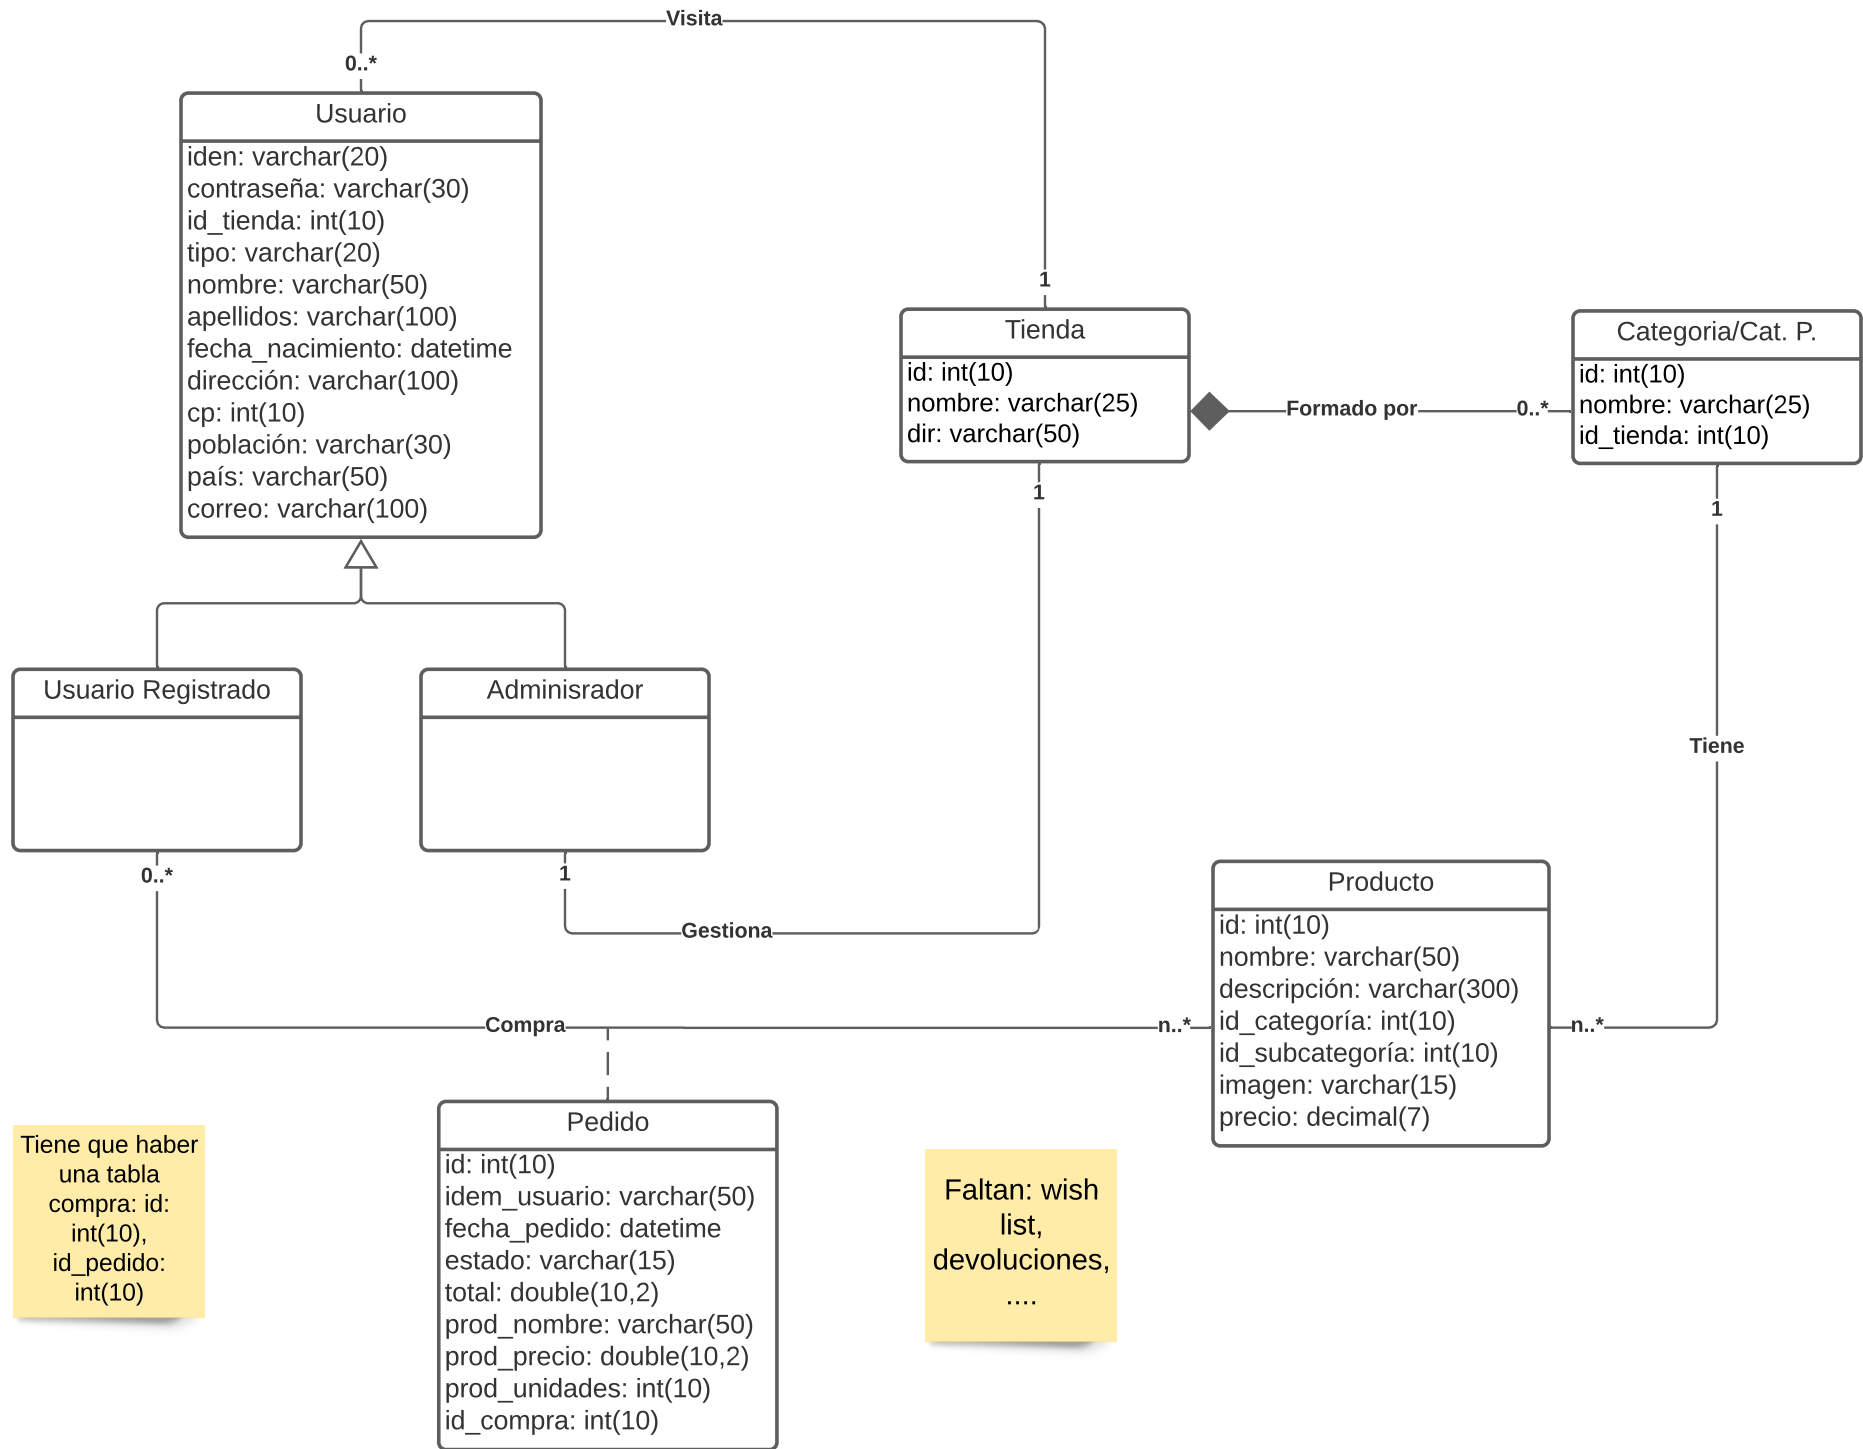 Visita
0..*
Usuario
iden: varchar(20)
contraseña: varchar(30)
id_tienda: int(10)
tipo: varchar(20)
nombre: varchar(50)
apellidos: varchar(100)
fecha_nacimiento: datetime
dirección: varchar(100)
cp: int(10)
población: varchar(30)
país: varchar(50)
correo: varchar(100)
1
Tienda
id: int(10)
nombre: varchar(25)
dir: varchar(50)
1
Formado por
0..*
Categoria/Cat. P.
id: int(10)
nombre: varchar(25)
id_tienda: int(10)
1
Tiene
Usuario Registrado
0..*
Adminisrador
1
Gestiona
Compra
n..*
Producto
id: int(10)
nombre: varchar(50)
descripción: varchar(300)
id_categoría: int(10)
id_subcategoría: int(10)
imagen: varchar(15)
precio: decimal(7)
n..*
Tiene que haber
una tabla
compra: id:
int(10),
id_pedido:
int(10)
Pedido
id: int(10)
idem_usuario: varchar(50)
fecha_pedido: datetime
estado: varchar(15)
total: double(10,2)
prod_nombre: varchar(50)
prod_precio: double(10,2)
prod_unidades: int(10)
id_compra: int(10)
Faltan: wish
list,
devoluciones,
....